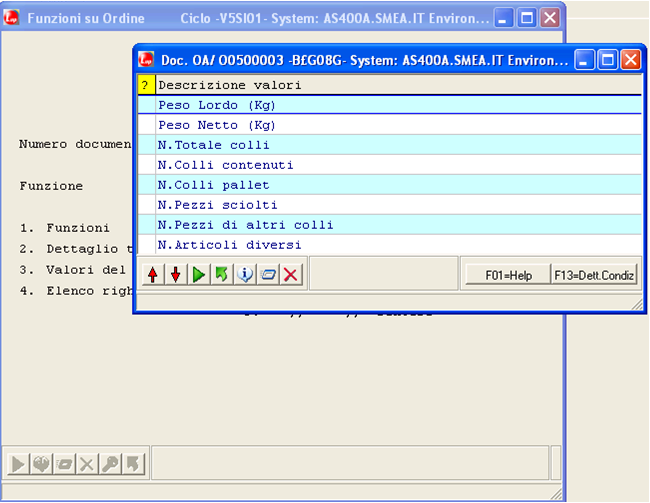 Funzioni su Ordine Ciclo -V5SI01- System: AS400A.SMEA.IT Environ...
Doc. OA/ O0500003 -B£G08G- System: AS400A.SMEA.IT Environ...
? Descrizione valori
Peso Lordo (Kg)
Peso Netto (Kg)
N.Totale colli
N.Colli contenuti
N.Colli pallet
N.Pezzi sciolti
N.Pezzi di altri colli
N.Articoli diversi
F01=Help F13=Dett.Condiz
Numero documen
Funzione
1. Funzioni
2. Dettaglio t
3. Valori del
4. Elenco righ